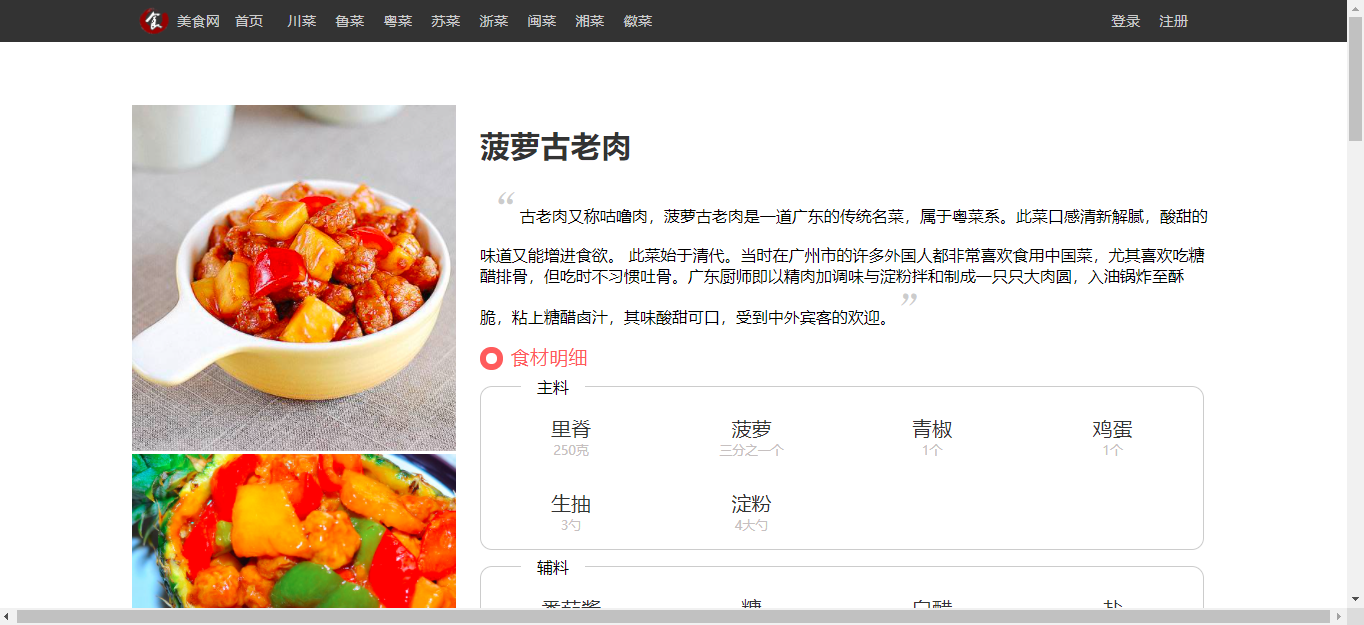 食 美食网 首页 川菜 鲁菜 粤菜 苏菜 浙菜 闽菜 湘菜 徽菜 登录 注册
菠萝古老肉
“ 古老肉又称咕噜肉，菠萝古老肉是一道广东的传统名菜，属于粤菜系。此菜口感清新解腻，酸甜的
味道又能增进食欲。 此菜始于清代。当时在广州市的许多外国人都非常喜欢食用中国菜，尤其喜欢吃糖
醋排骨，但吃时不习惯吐骨。广东厨师即以精肉加调味与淀粉拌和制成一只只大肉圆，入油锅炸至酥
脆，粘上糖醋卤汁，其味酸甜可口，受到中外宾客的欢迎。 ”
食材明细
主料
里脊 菠萝 青椒 鸡蛋
250克 三分之一个 1个 1个
生抽 淀粉
3勺 4大勺
辅料
番茄酱 糖 白醋 盐